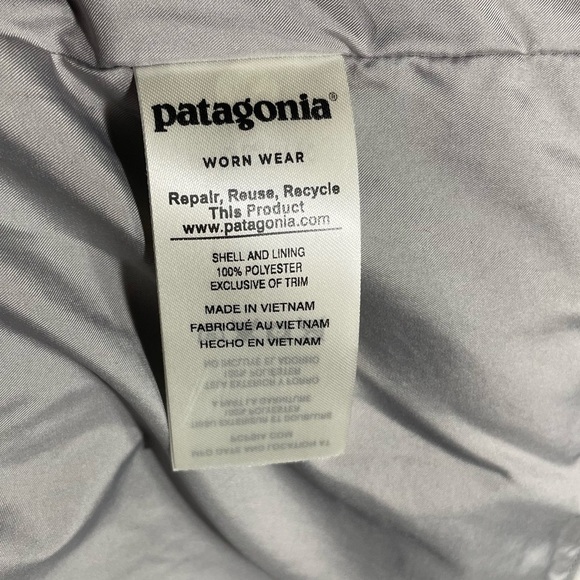 patagonia®
WORN WEAR
Repair, Reuse, Recycle
This Product
www.patagonia.com
SHELL AND LINING
100% POLYESTER
EXCLUSIVE OF TRIM
MADE IN VIETNAM
FABRIQUÉ AU VIETNAM
HECHO EN VIETNAM